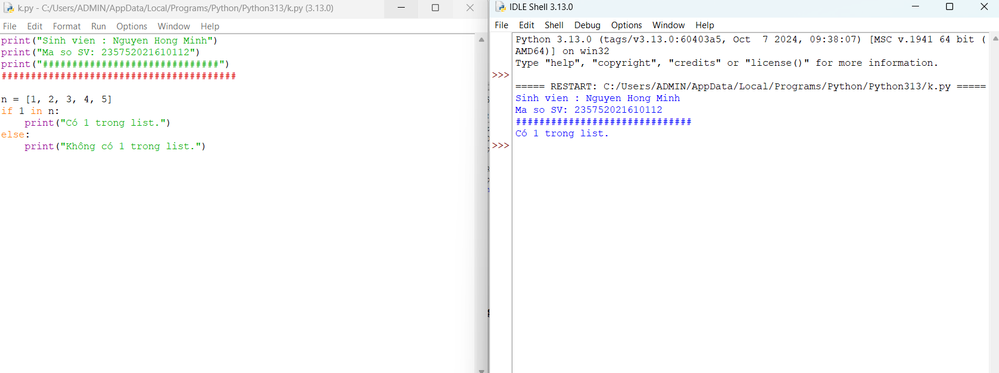 k.py - C:/Users/ADMIN/AppData/Local/Programs/Python/Python313/k.py (3.13.0)
File Edit Format Run Options Window Help
print("Sinh vien : Nguyen Hong Minh")
print("Ma so SV: 235752021610112")
print("##############################")
########################################
n = [1, 2, 3, 4, 5]
if 1 in n:
    print("Có 1 trong list.")
else:
    print("Không có 1 trong list.")
IDLE Shell 3.13.0
File Edit Shell Debug Options Window Help
Python 3.13.0 (tags/v3.13.0:60403a5, Oct  7 2024, 09:38:07) [MSC v.1941 64 bit (
AMD64)] on win32
Type "help", "copyright", "credits" or "license()" for more information.
>>>
===== RESTART: C:/Users/ADMIN/AppData/Local/Programs/Python/Python313/k.py =====
Sinh vien : Nguyen Hong Minh
Ma so SV: 235752021610112
##############################
Có 1 trong list.
>>>